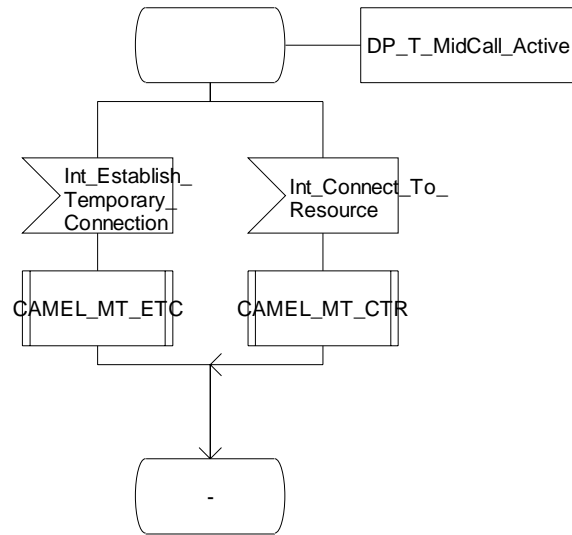 DP_T_MidCall_Active
Int_Establish_
Temporary_
Connection
Int_Connect_To_
Resource
CAMEL_MT_ETC
CAMEL_MT_CTR
-